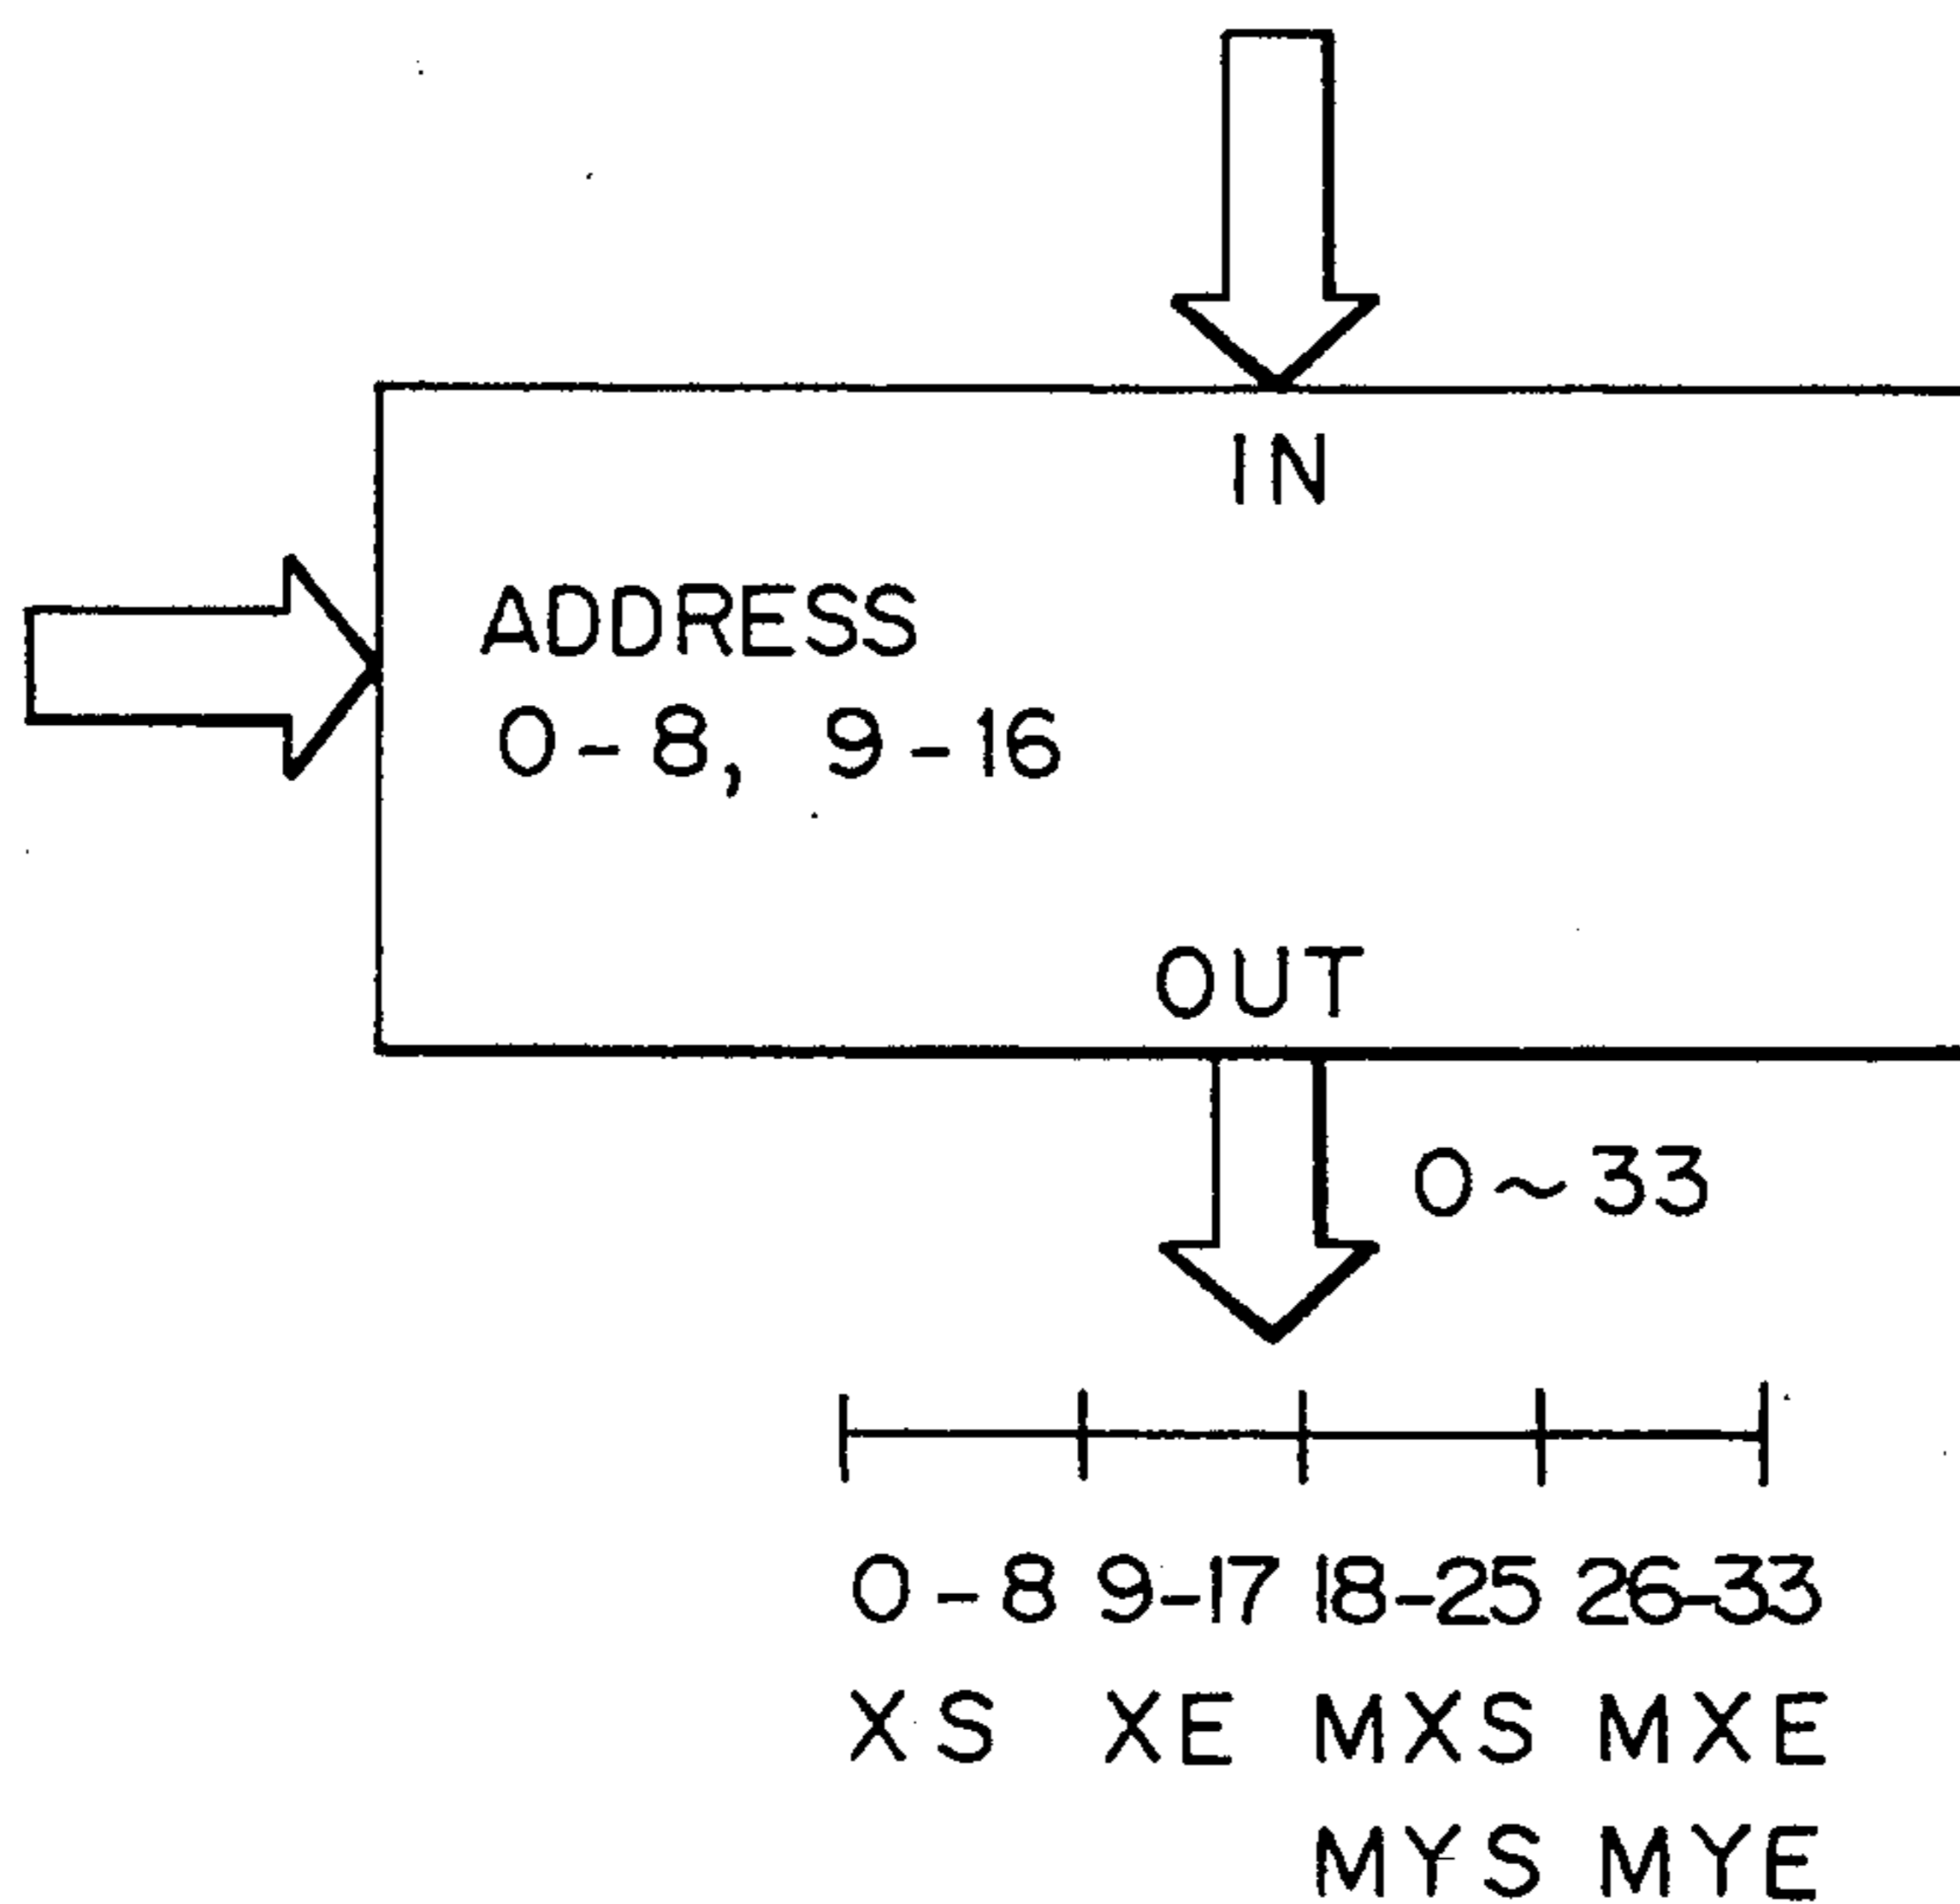 IN
ADDRESS
0-8, 9-16
OUT
0~33
0-8 9-17 18-25 26-33
XS XE MXS MXE
MYS MYE